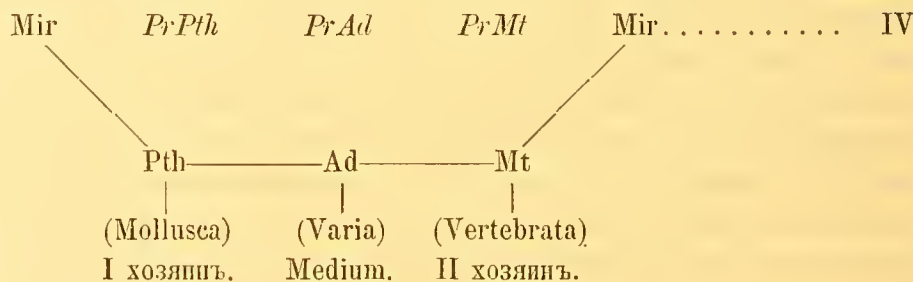 Mir PrPth PrAd PrMt Mir........... IV
Pth Ad Mt
(Mollusca) (Varia) (Vertebrata)
I хозяинъ. Medium. II хозяинъ.